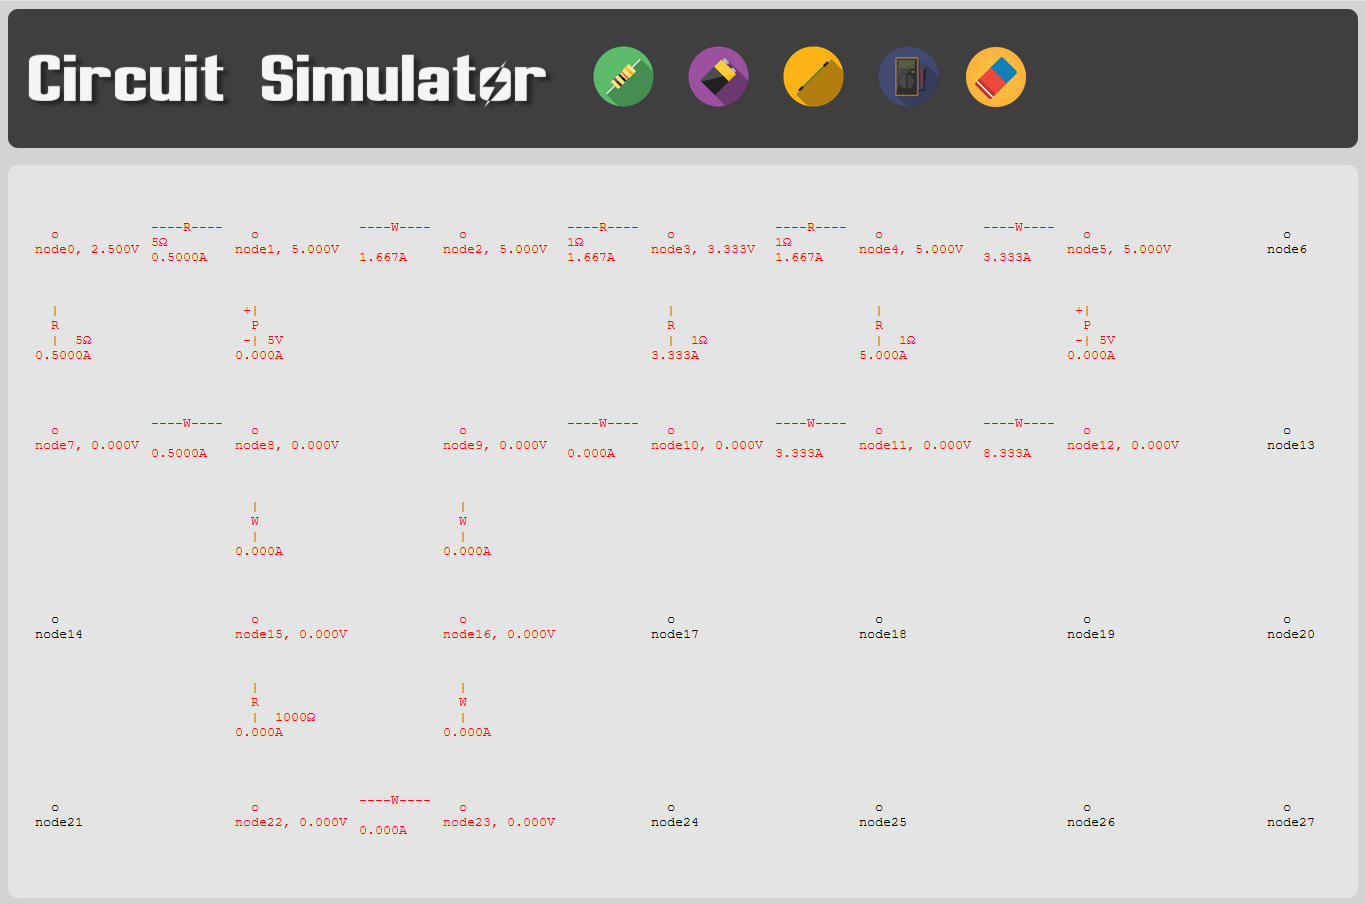 Circuit Simulator
----R---- ----W---- ----R---- ----R---- ----W----
o o o o o o o
5Ω 1Ω 1Ω
node0, 2.500V node1, 5.000V node2, 5.000V node3, 3.333V node4, 5.000V node5, 5.000V node6
0.5000A 1.667A 1.667A 1.667A 3.333A
| +| | | +|
R P R R P
| 5Ω -| 5V | 1Ω | 1Ω -| 5V
0.5000A 0.000A 3.333A 5.000A 0.000A
----W---- ----W---- ----W---- ----W----
o o o o o o o
node7, 0.000V node8, 0.000V node9, 0.000V node10, 0.000V node11, 0.000V node12, 0.000V node13
0.5000A 0.000A 3.333A 8.333A
| |
W W
| |
0.000A 0.000A
o o o o o o o
node14 node15, 0.000V node16, 0.000V node17 node18 node19 node20
| |
R W
| 1000Ω |
0.000A 0.000A
----W----
o o o o o o o
node21 node22, 0.000V node23, 0.000V node24 node25 node26 node27
0.000A